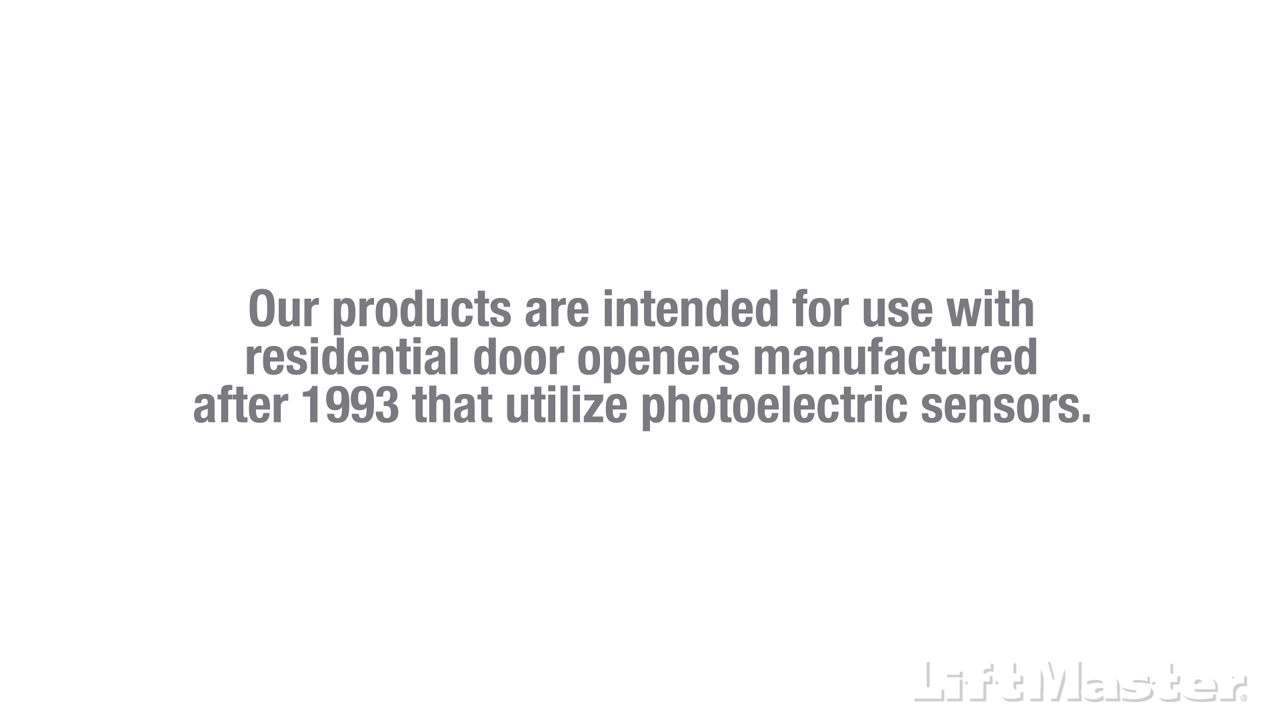 Our products are intended for use with
residential door openers manufactured
after 1993 that utilize photoelectric sensors.
LiftMaster®